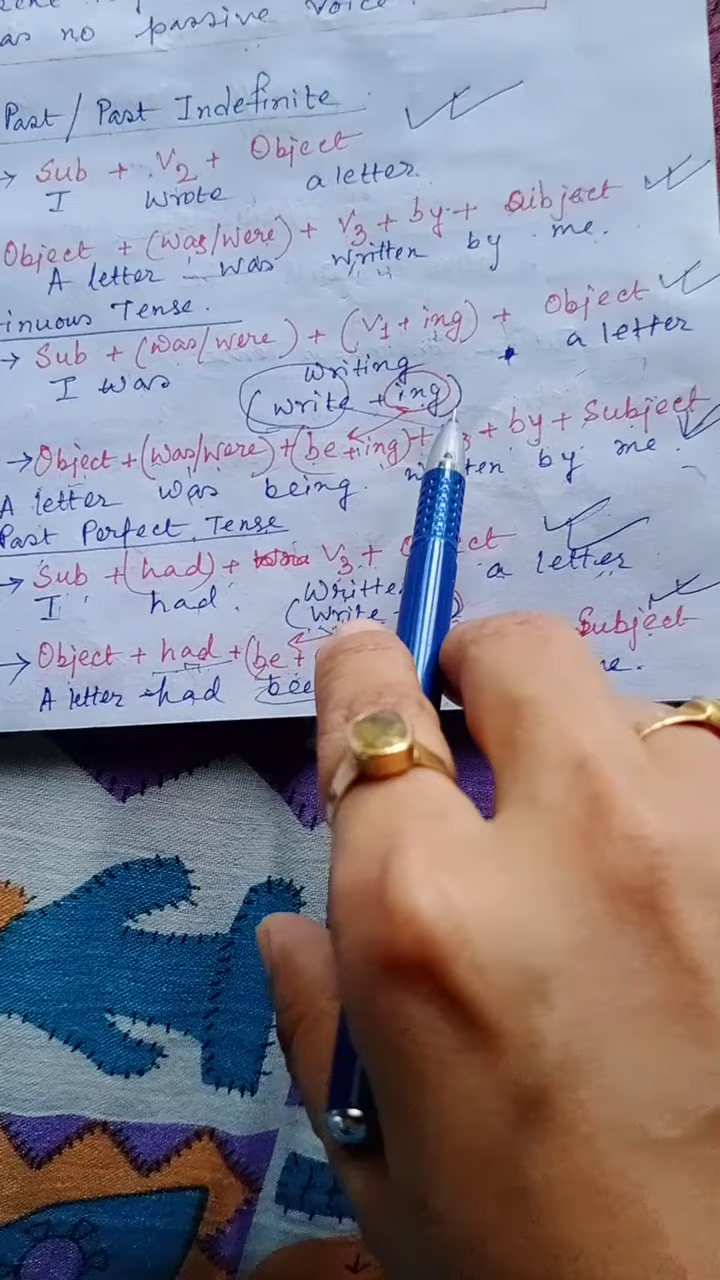 as no passive voice.
Past / Past Indefinite
→ Sub + V2 + Object
I wrote a letter.
Object + (was/were) + V3 + by + Subject
A letter was written by me.
inuous Tense.
→ Sub + (was/were) + (V1 + ing) + Object
I was writing a letter
(write + ing)
→ Object + (was/were) + (be + ing) + + by + Subject
A letter was being by me.
Past Perfect Tense
→ Sub + (had) + V3 +
I had. a letter
(write
→ Object + had + (be + Subject
A letter had